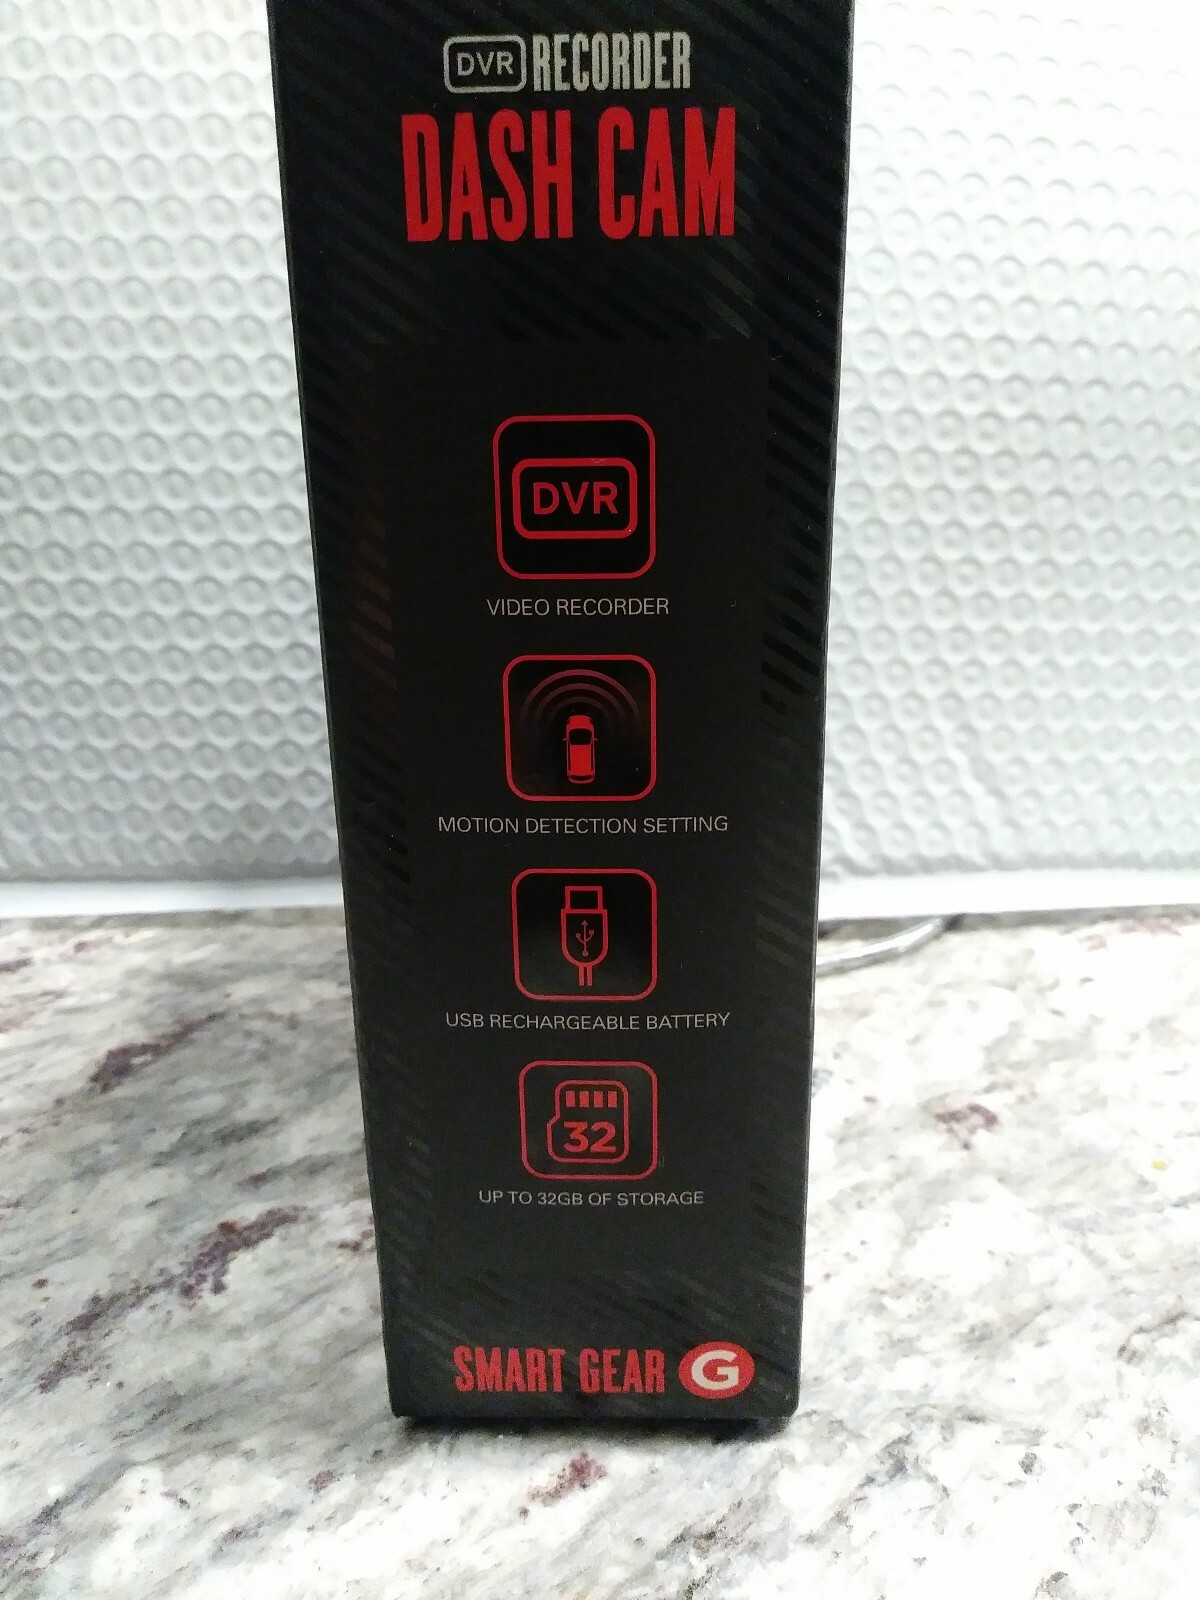 DVR RECORDER
DASH CAM
DVR
VIDEO RECORDER
MOTION DETECTION SETTING
USB RECHARGEABLE BATTERY
32
UP TO 32GB OF STORAGE
SMART GEAR G